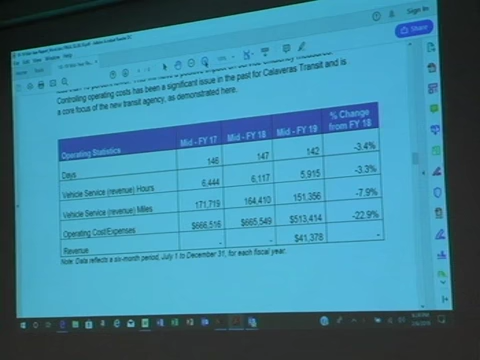 Sign In
Share
Controlling operating costs has been a significant issue in the past for Calaveras Transit and is
a core focus of the new transit agency, as demonstrated here.
Operating Statistics Mid - FY 17 Mid - FY 18 Mid - FY 19 % Change from FY 18
Days 146 147 142 -3.4%
Vehicle Service (revenue) Hours 6,444 6,117 5,915 -3.3%
Vehicle Service (revenue) Miles 171,719 164,410 151,356 -7.9%
Operating Cost/Expenses $666,516 $665,549 $513,414 -22.9%
Revenue - - $41,378 -
Note: Data reflects a six-month period, July 1 to December 31, for each fiscal year.